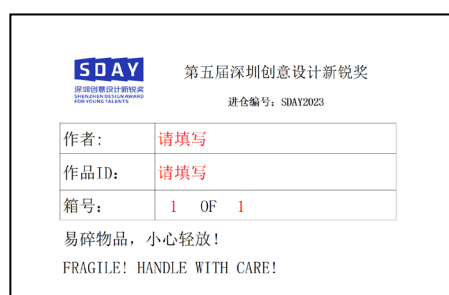 SDAY
深圳创意设计新锐奖
SHENZHEN DESIGN AWARD
FOR YOUNG TALENTS
第五届深圳创意设计新锐奖
进仓编号：SDAY2023
作者： 请填写
作品ID： 请填写
箱号： 1 OF 1
易碎物品，小心轻放！
FRAGILE! HANDLE WITH CARE!